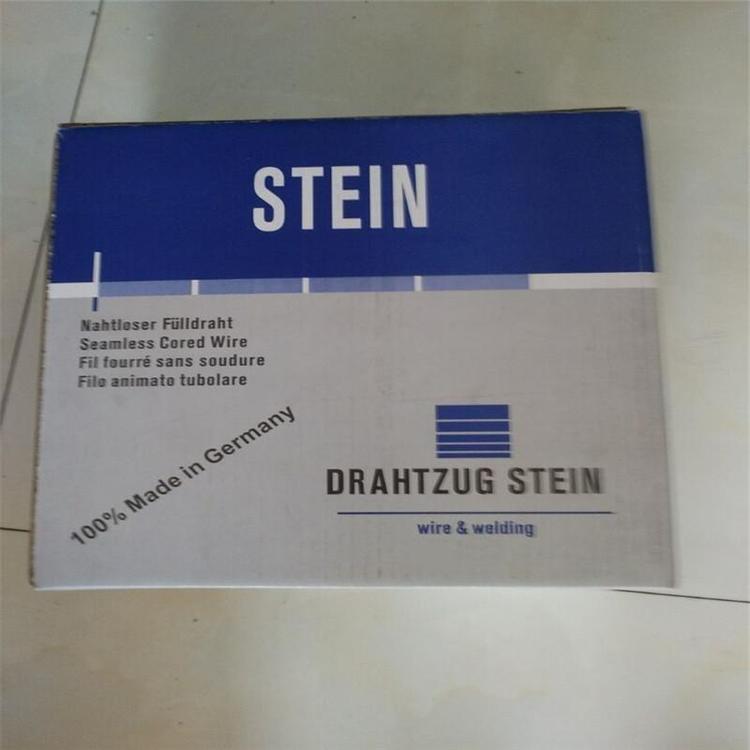 STEIN
Nahtloser Fülldraht
Seamless Cored Wire
Fil fourré sans soudure
Filo animato tubolare
100% Made in Germany
DRAHTZUG STEIN
wire & welding